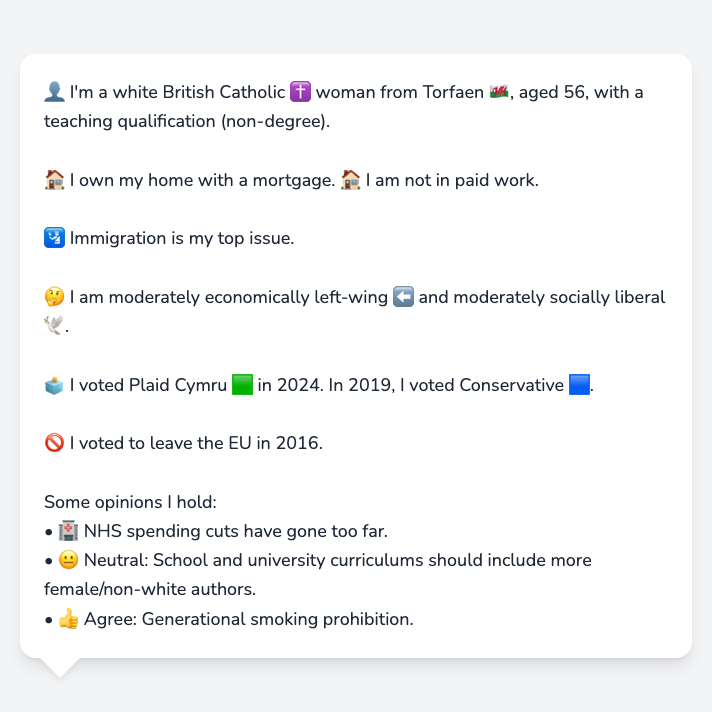 👤 I'm a white British Catholic ✝️ woman from Torfaen 🏴󠁧󠁢󠁷󠁬󠁳󠁿, aged 56, with a
teaching qualification (non-degree).
🏠 I own my home with a mortgage. 🏠 I am not in paid work.
🛂 Immigration is my top issue.
🤔 I am moderately economically left-wing ⬅️ and moderately socially liberal
🕊️.
🗳️ I voted Plaid Cymru 🟩 in 2024. In 2019, I voted Conservative 🟦.
🚫 I voted to leave the EU in 2016.
Some opinions I hold:
• 🏥 NHS spending cuts have gone too far.
• 😐 Neutral: School and university curriculums should include more
female/non-white authors.
• 👍 Agree: Generational smoking prohibition.